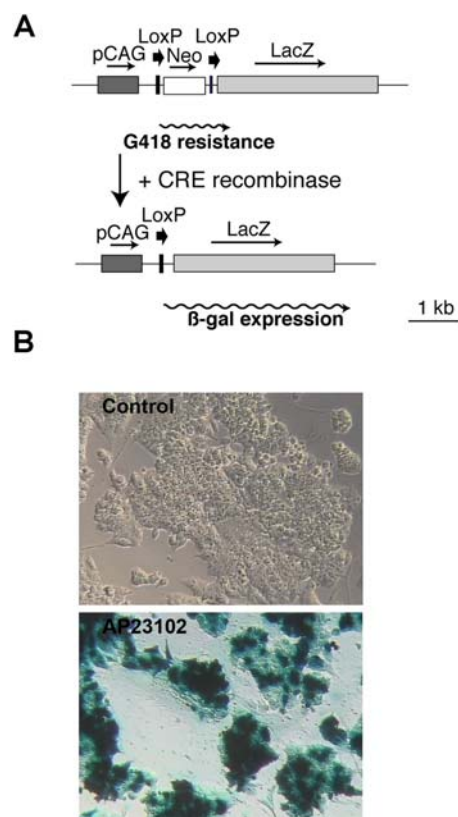 A
LoxP LoxP
pCAG Neo LacZ
G418 resistance
+ CRE recombinase
LoxP
pCAG LacZ
ß-gal expression
1 kb
B
Control
AP23102